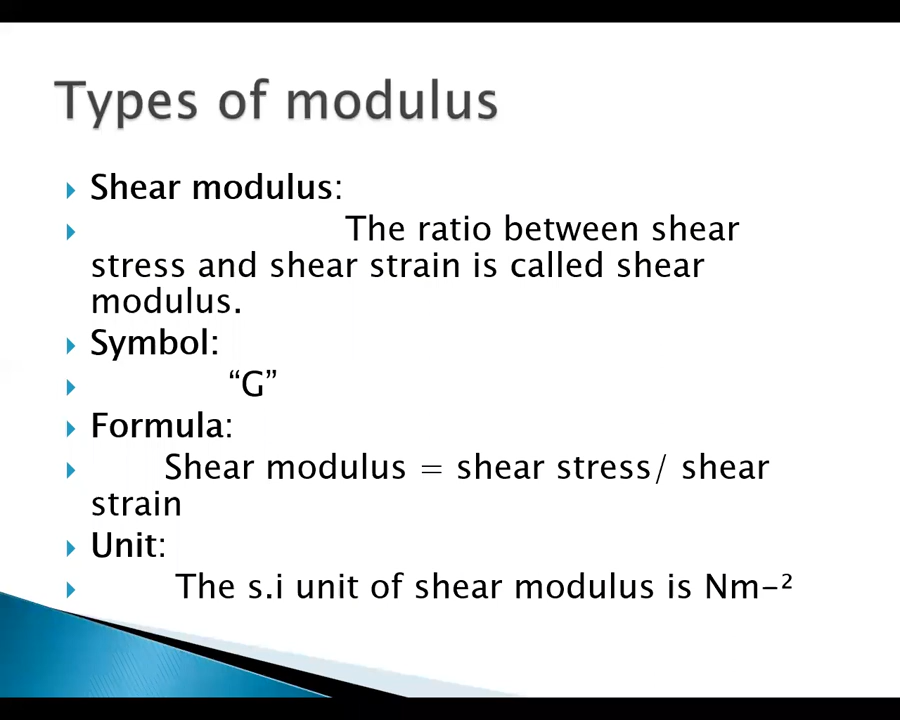 Types of modulus
Shear modulus:
The ratio between shear
stress and shear strain is called shear
modulus.
Symbol:
“G”
Formula:
Shear modulus = shear stress/ shear
strain
Unit:
The s.i unit of shear modulus is Nm-²